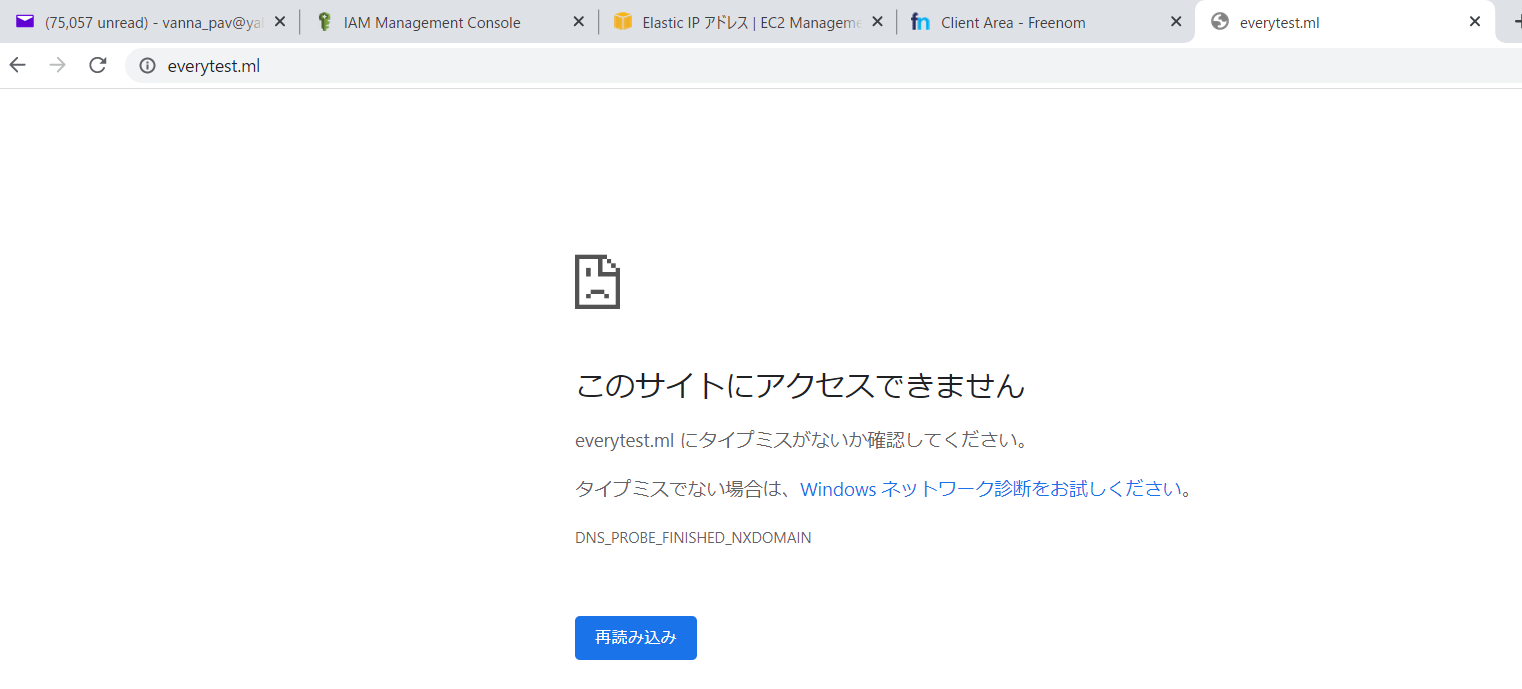 (75,057 unread) - vanna_pav@ya
IAM Management Console
Elastic IP アドレス | EC2 Manageme
fn Client Area - Freenom
everytest.ml
everytest.ml
このサイトにアクセスできません
everytest.ml にタイプミスがないか確認してください。
タイプミスでない場合は、Windows ネットワーク診断をお試しください。
DNS_PROBE_FINISHED_NXDOMAIN
再読み込み